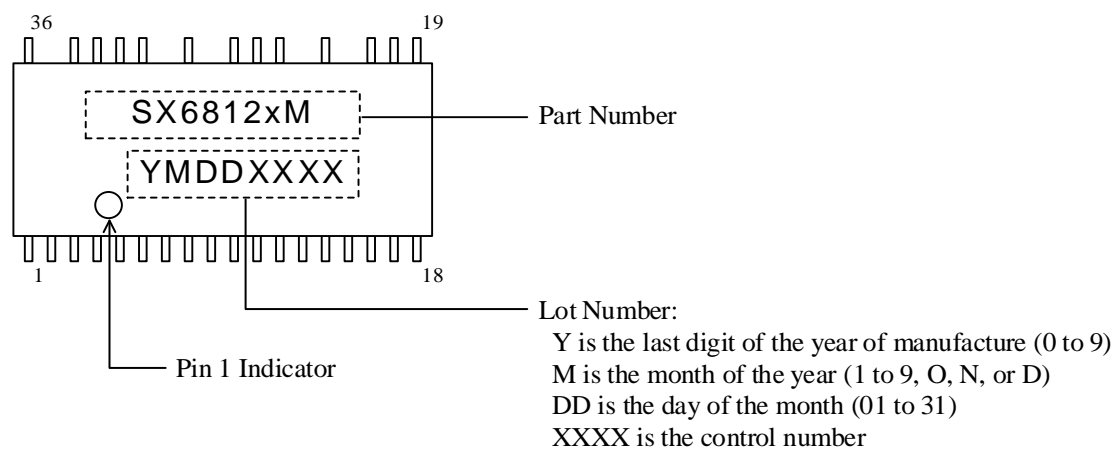 36 19
SX6812xM
Part Number
YMDDXXXX
1 18
Lot Number:
Y is the last digit of the year of manufacture (0 to 9)
Pin 1 Indicator
M is the month of the year (1 to 9, O, N, or D)
DD is the day of the month (01 to 31)
XXXX is the control number